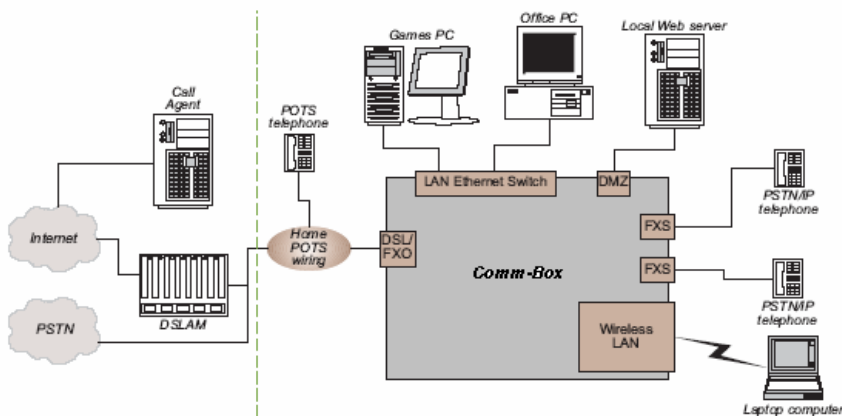 Games PC
Office PC
Local Web server
Call
Agent
POTS
telephone
LAN Ethernet Switch
DMZ
PSTN/IP
telephone
FXS
Internet
Home
POTS
wiring
DSL/
FXO
Comm-Box
FXS
PSTN/IP
telephone
DSLAM
PSTN
Wireless
LAN
Laptop computer